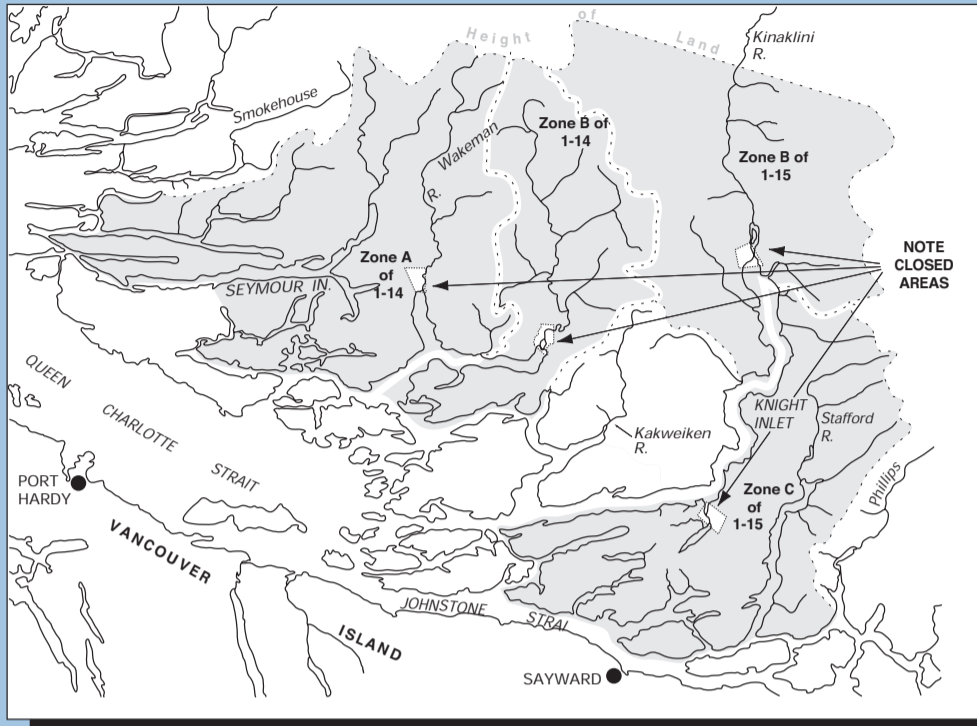 Height of Land
Kinaklini
R.
Smokehouse
Wakeman
R.
Zone B of
1-14
Zone B of
1-15
Zone A
of
1-14
NOTE
CLOSED
AREAS
SEYMOUR IN.
QUEEN
CHARLOTTE
STRAIT
KNIGHT
INLET
Stafford
R.
Kakweiken
R.
Phillips
PORT
HARDY
Zone C
of
1-15
VANCOUVER
ISLAND
JOHNSTONE
STRAI
SAYWARD